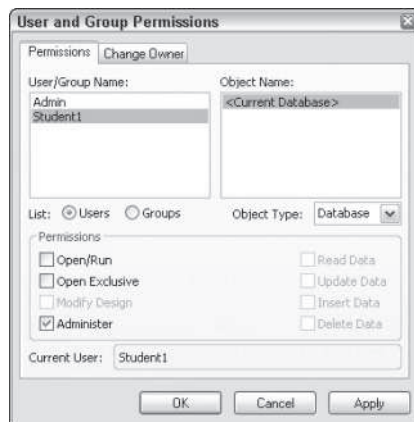 User and Group Permissions
Permissions
Change Owner
User/Group Name:
Object Name:
Admin
Student1
<Current Database>
List:
Users
Groups
Object Type:
Database
Permissions
Open/Run
Read Data
Open Exclusive
Update Data
Modify Design
Insert Data
Administer
Delete Data
Current User:
Student1
OK
Cancel
Apply